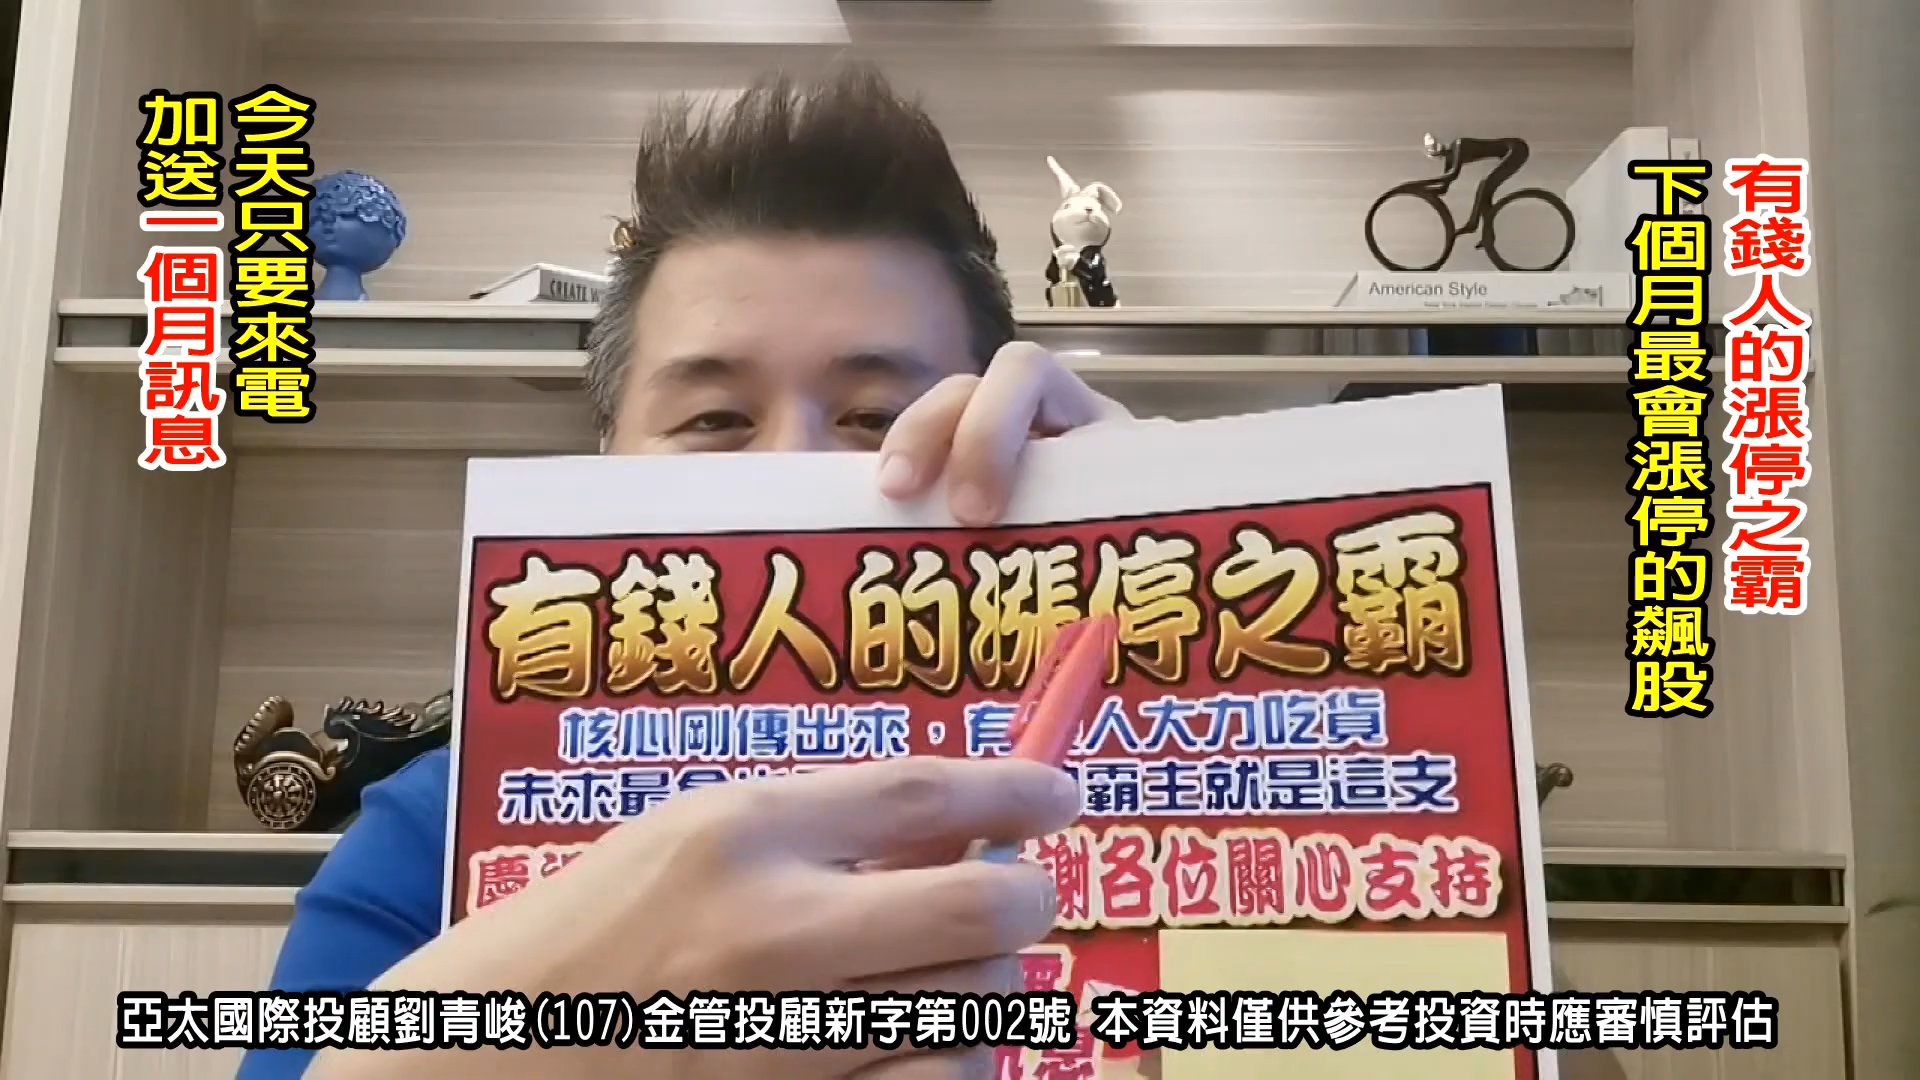 有錢人的漲停之霸
下個月最會漲停的飆股
今天只要來電
加送一個月訊息
American Style
有錢人的漲停之霸
核心剛傳出來，有 人大力吃貨
未來最會 霸主就是這支
慶 謝各位關心支持
亞太國際投顧劉青峻(107)金管投顧新字第002號 本資料僅供參考投資時應審慎評估